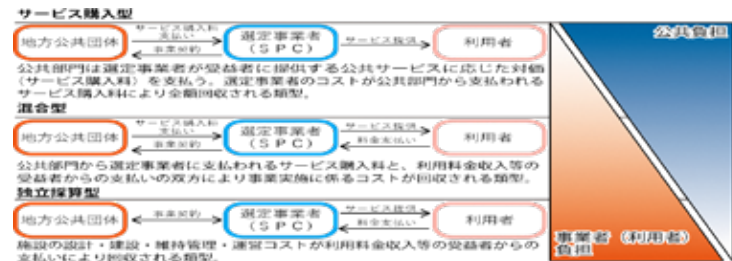 サービス購入型
サービス購入料
支払い
地方公共団体
事業契約
選定事業者
(SPC)
サービス提供
利用者
公共部門は選定事業者が受益者に提供する公共サービスに応じた対価
(サービス購入料)を支払う。選定事業者のコストが公共部門から支払われる
サービス購入料により全額回収される類型。
混合型
サービス購入料
支払い
地方公共団体
事業契約
選定事業者
(SPC)
サービス提供
料金支払い
利用者
公共部門から選定事業者に支払われるサービス購入料と、利用料金収入等の
受益者からの支払いの双方により事業実施に係るコストが回収される類型。
独立採算型
地方公共団体
事業契約
選定事業者
(SPC)
サービス提供
料金支払い
利用者
施設の設計・建設・維持管理・運営コストが利用料金収入等の受益者からの
支払いにより回収される類型。
公共負担
事業者(利用者)
負担